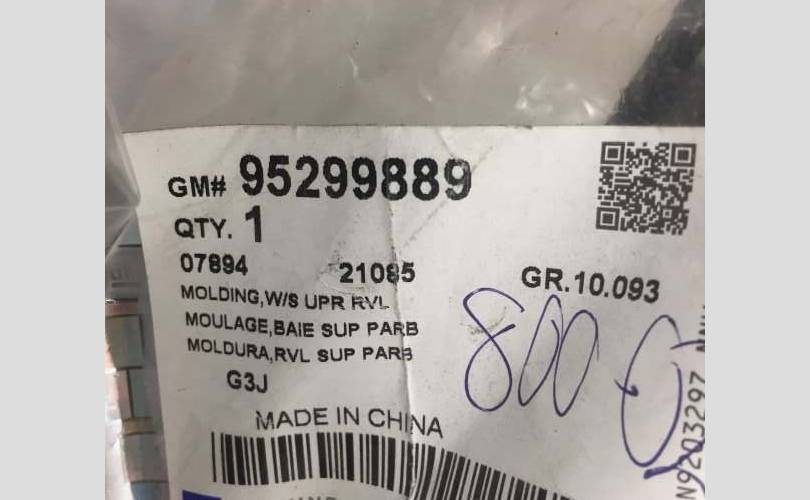 GM# 95299889
QTY. 1
07894 21085
GR.10.093
MOLDING,W/S UPR RVL
MOULAGE,BAIE SUP PARB
MOLDURA,RVL SUP PARB
G3J
800
MADE IN CHINA
N9203297